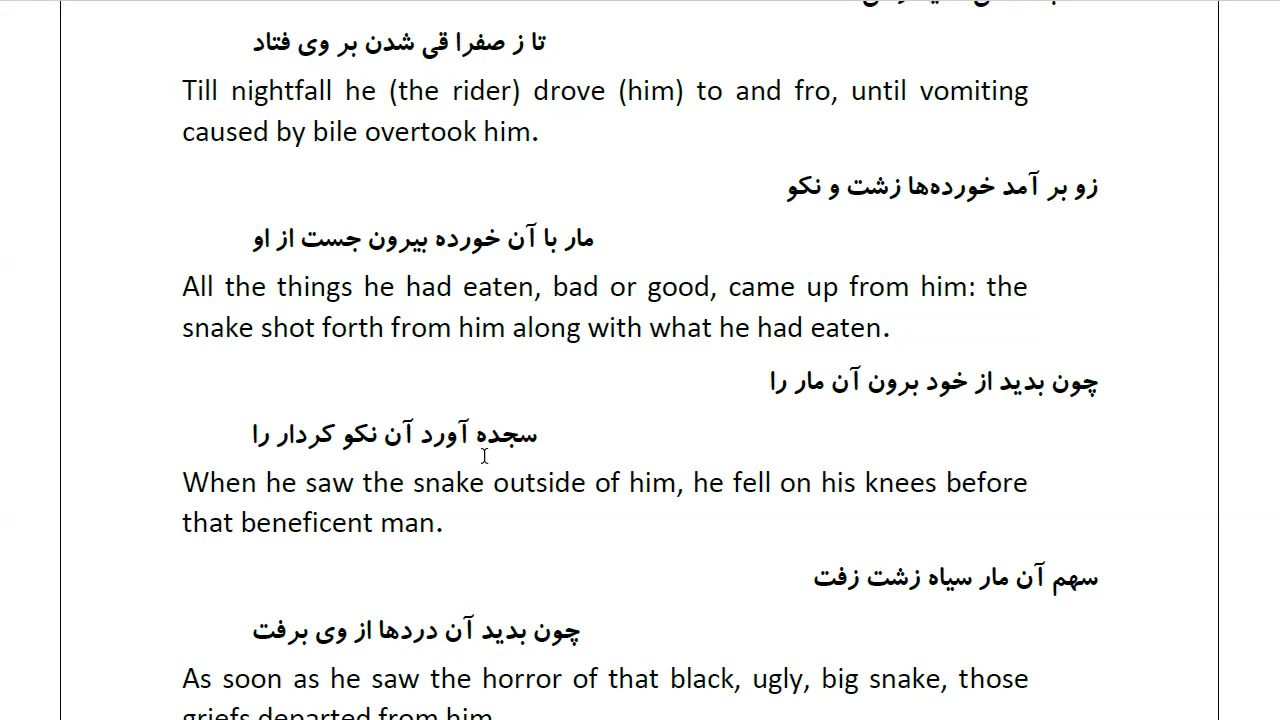 تا ز صفرا قی شدن بر وی فتاد
Till nightfall he (the rider) drove (him) to and fro, until vomiting
caused by bile overtook him.
زو بر آمد خورده‌ها زشت و نکو
مار با آن خورده بیرون جست از او
All the things he had eaten, bad or good, came up from him: the
snake shot forth from him along with what he had eaten.
چون بدید از خود برون آن مار را
سجده آورد آن نکو کردار را
When he saw the snake outside of him, he fell on his knees before
that beneficent man.
سهم آن مار سیاه زشت زفت
چون بدید آن دردها از وی برفت
As soon as he saw the horror of that black, ugly, big snake, those
griefs departed from him.